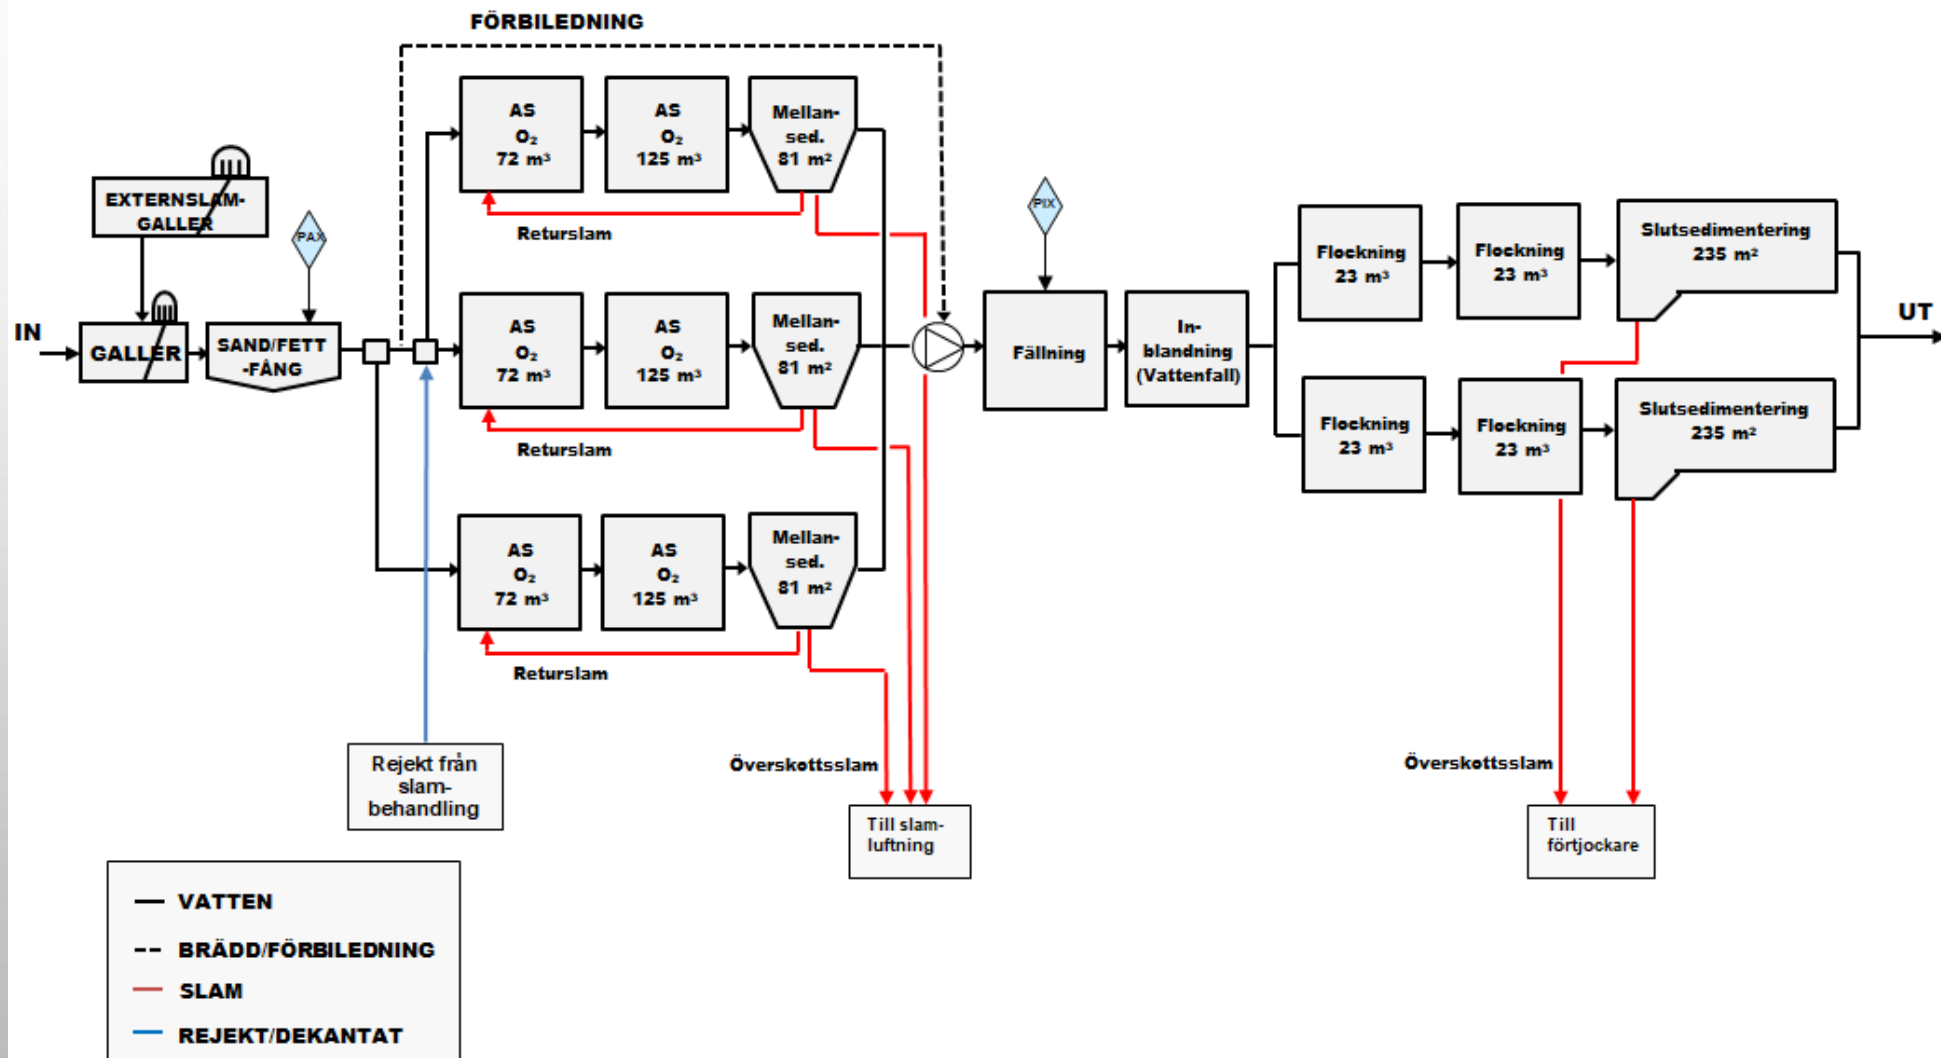 FÖRBILEDNING
EXTERNSLAM-
GALLER
PAX
IN
GALLER
SAND/FETT
-FÅNG
AS
O₂
72 m³
AS
O₂
125 m³
Mellan-
sed.
81 m²
Returslam
AS
O₂
72 m³
AS
O₂
125 m³
Mellan-
sed.
81 m²
Returslam
AS
O₂
72 m³
AS
O₂
125 m³
Mellan-
sed.
81 m²
Returslam
PIX
Fällning
In-
blandning
(Vattenfall)
Flockning
23 m³
Flockning
23 m³
Slutsedimentering
235 m²
Flockning
23 m³
Flockning
23 m³
Slutsedimentering
235 m²
UT
Rejekt från
slam-
behandling
Överskottsslam
Till slam-
luftning
Överskottsslam
Till
förtjockare
VATTEN
BRÄDD/FÖRBILEDNING
SLAM
REJEKT/DEKANTAT